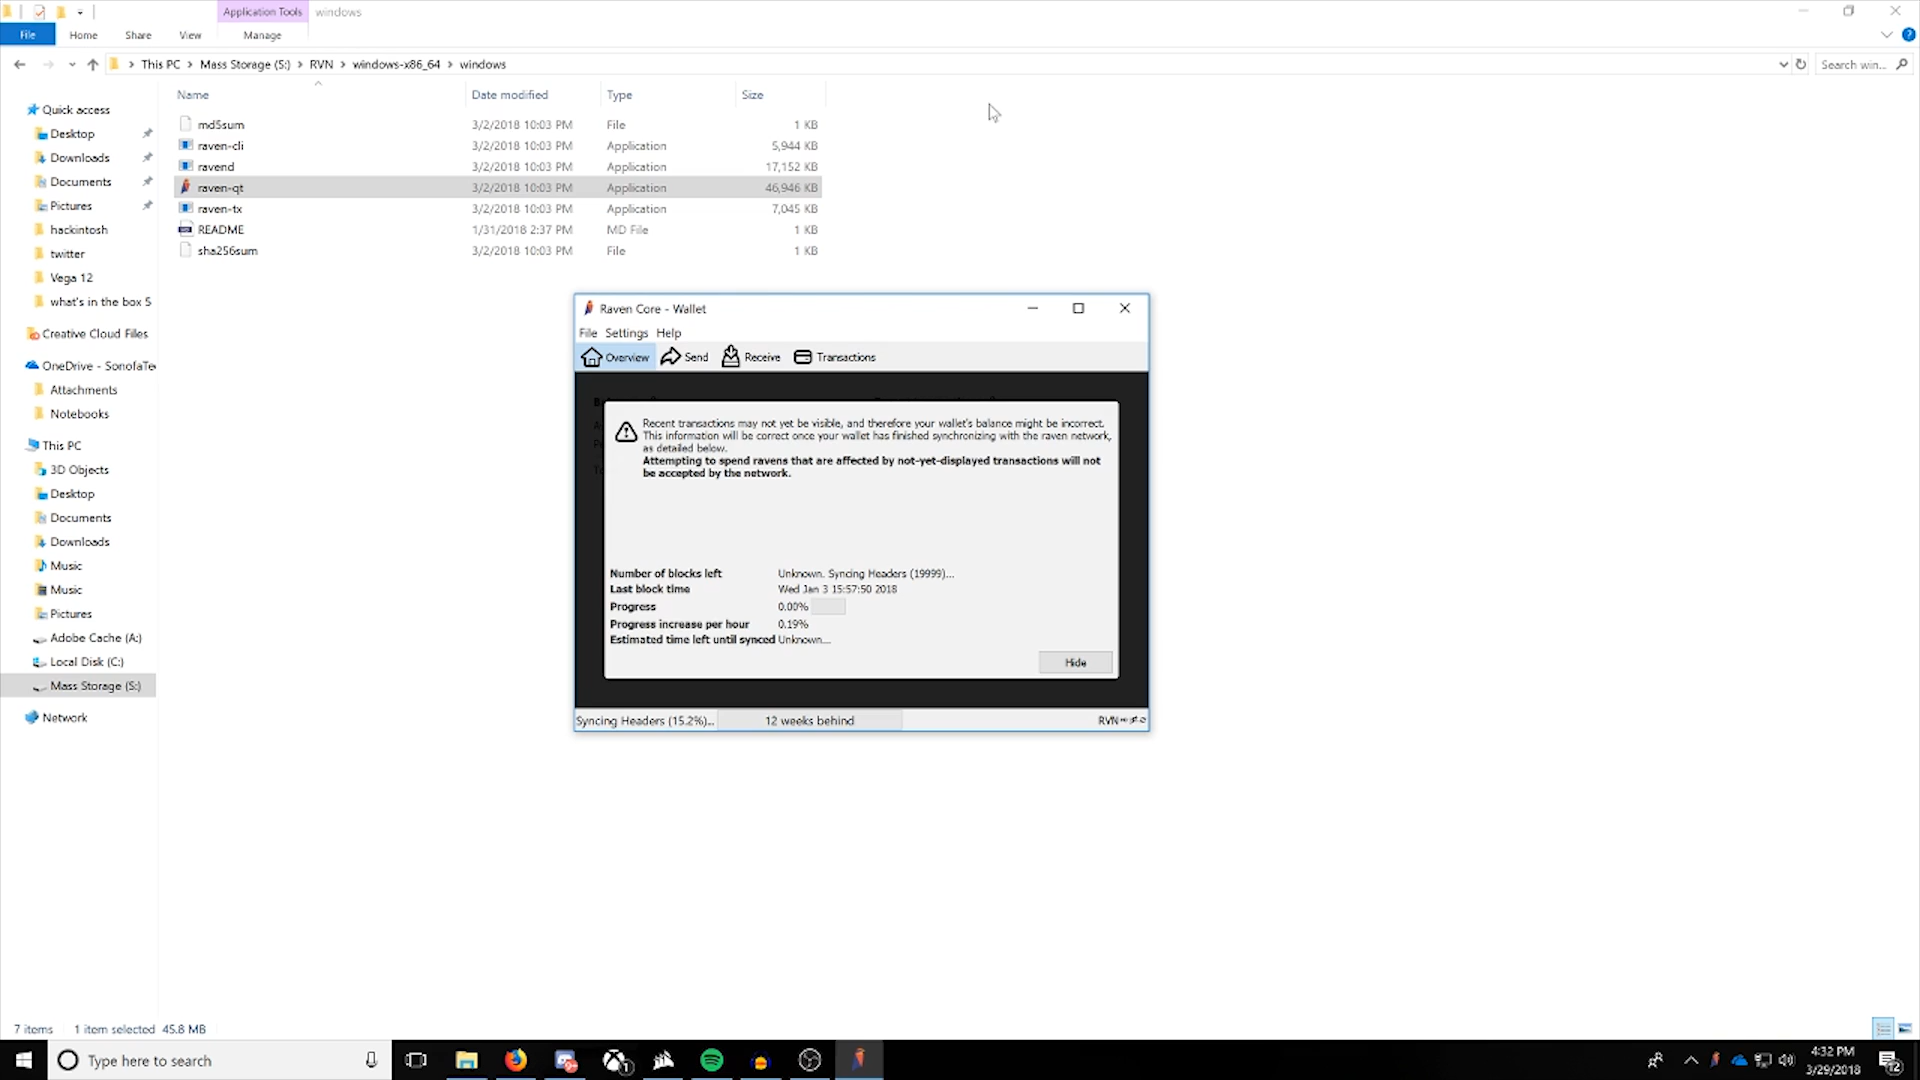 Application Tools
windows
File
Home
Share
View
Manage
This PC
Mass Storage (S:)
RVN
windows-x86_64
windows
Search win...
Name
Date modified
Type
Size
md5sum
3/2/2018 10:03 PM
File
1 KB
raven-cli
3/2/2018 10:03 PM
Application
5,944 KB
ravend
3/2/2018 10:03 PM
Application
17,152 KB
raven-qt
3/2/2018 10:03 PM
Application
46,946 KB
raven-tx
3/2/2018 10:03 PM
Application
7,045 KB
README
1/31/2018 2:37 PM
MD File
1 KB
sha256sum
3/2/2018 10:03 PM
File
1 KB
Quick access
Desktop
Downloads
Documents
Pictures
hackintosh
twitter
Vega 12
what's in the box 5
Creative Cloud Files
OneDrive - SonofaTe
Attachments
Notebooks
This PC
3D Objects
Desktop
Documents
Downloads
Music
Music
Pictures
Adobe Cache (A:)
Local Disk (C:)
Mass Storage (S:)
Network
Raven Core - Wallet
File
Settings
Help
Overview
Send
Receive
Transactions
Recent transactions may not yet be visible, and therefore your wallet's balance might be incorrect.
This information will be correct once your wallet has finished synchronizing with the raven network,
as detailed below.
Attempting to spend ravens that are affected by not-yet-displayed transactions will not
be accepted by the network.
Number of blocks left
Unknown. Syncing Headers (19999)...
Last block time
Wed Jan 3 15:57:50 2018
Progress
0.00%
Progress increase per hour
0.19%
Estimated time left until synced
Unknown...
Hide
Syncing Headers (15.2%)...
12 weeks behind
RVN
7 items
1 item selected
45.8 MB
Type here to search
4:32 PM
3/29/2018